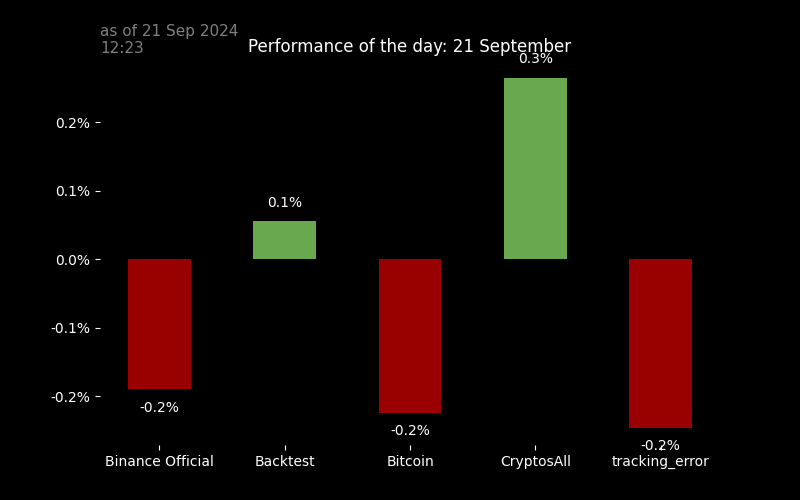 as of 21 Sep 2024
12:23
Performance of the day: 21 September
0.3%
0.2%
0.1%
0.1%
0.0%
-0.1%
-0.2%
-0.2%
-0.2%
-0.2%
Binance Official
Backtest
Bitcoin
CryptosAll
tracking_error